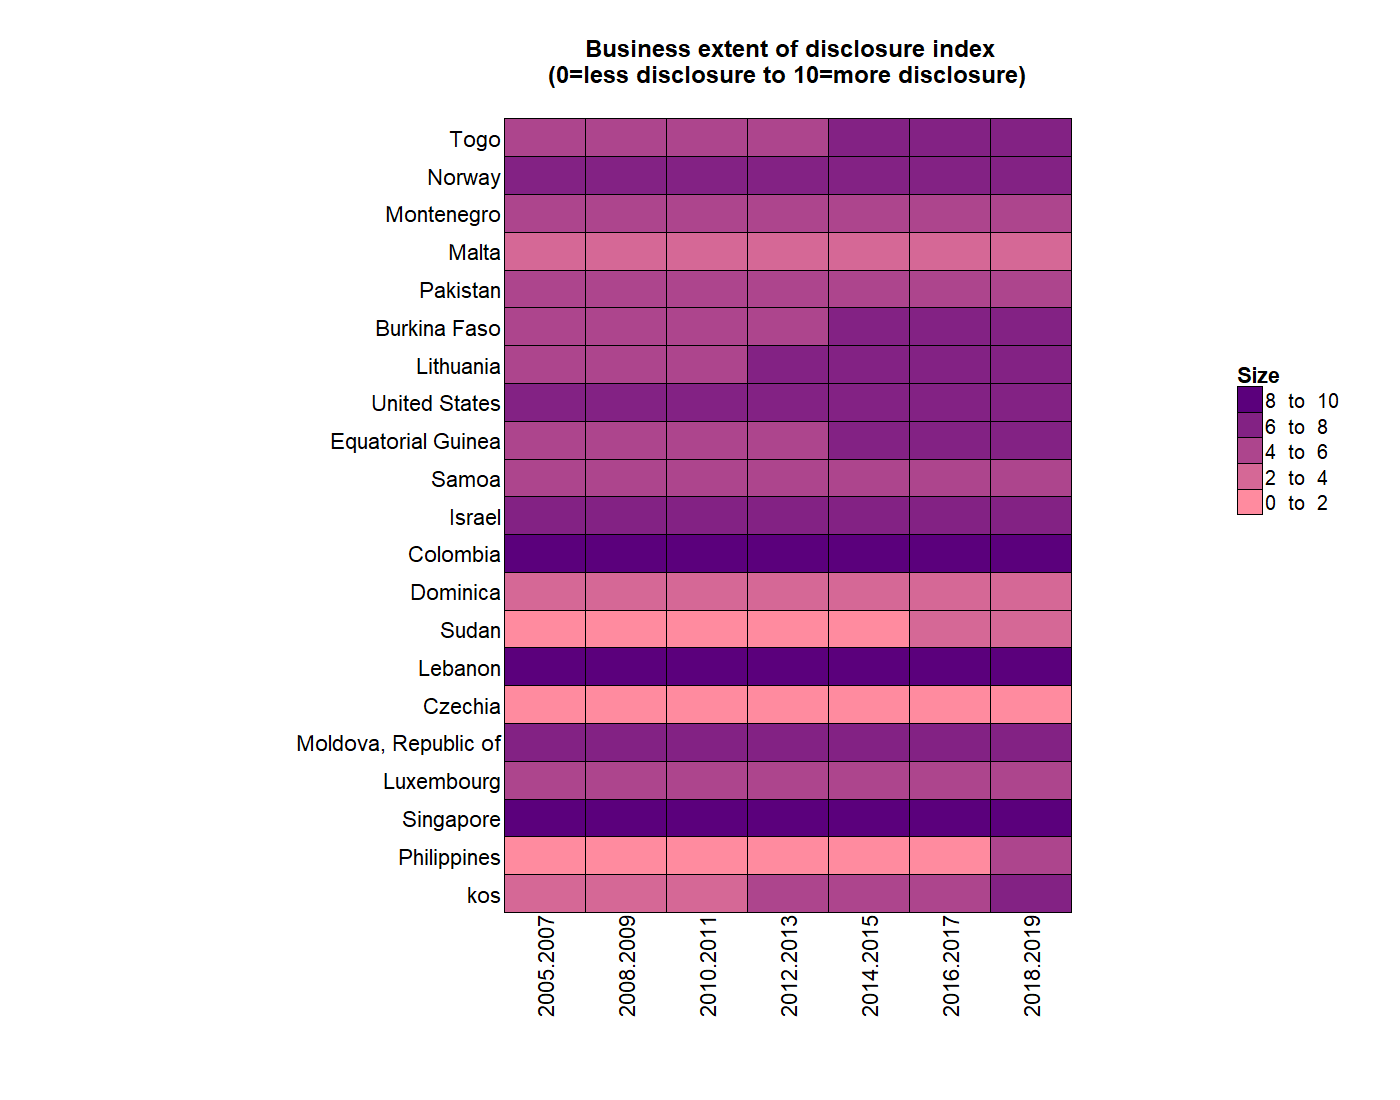 Business extent of disclosure index
(0=less disclosure to 10=more disclosure)
Togo
Norway
Montenegro
Malta
Pakistan
Burkina Faso
Lithuania
United States
Equatorial Guinea
Samoa
Israel
Colombia
Dominica
Sudan
Lebanon
Czechia
Moldova, Republic of
Luxembourg
Singapore
Philippines
kos
2005.2007
2008.2009
2010.2011
2012.2013
2014.2015
2016.2017
2018.2019
Size
8 to 10
6 to 8
4 to 6
2 to 4
0 to 2